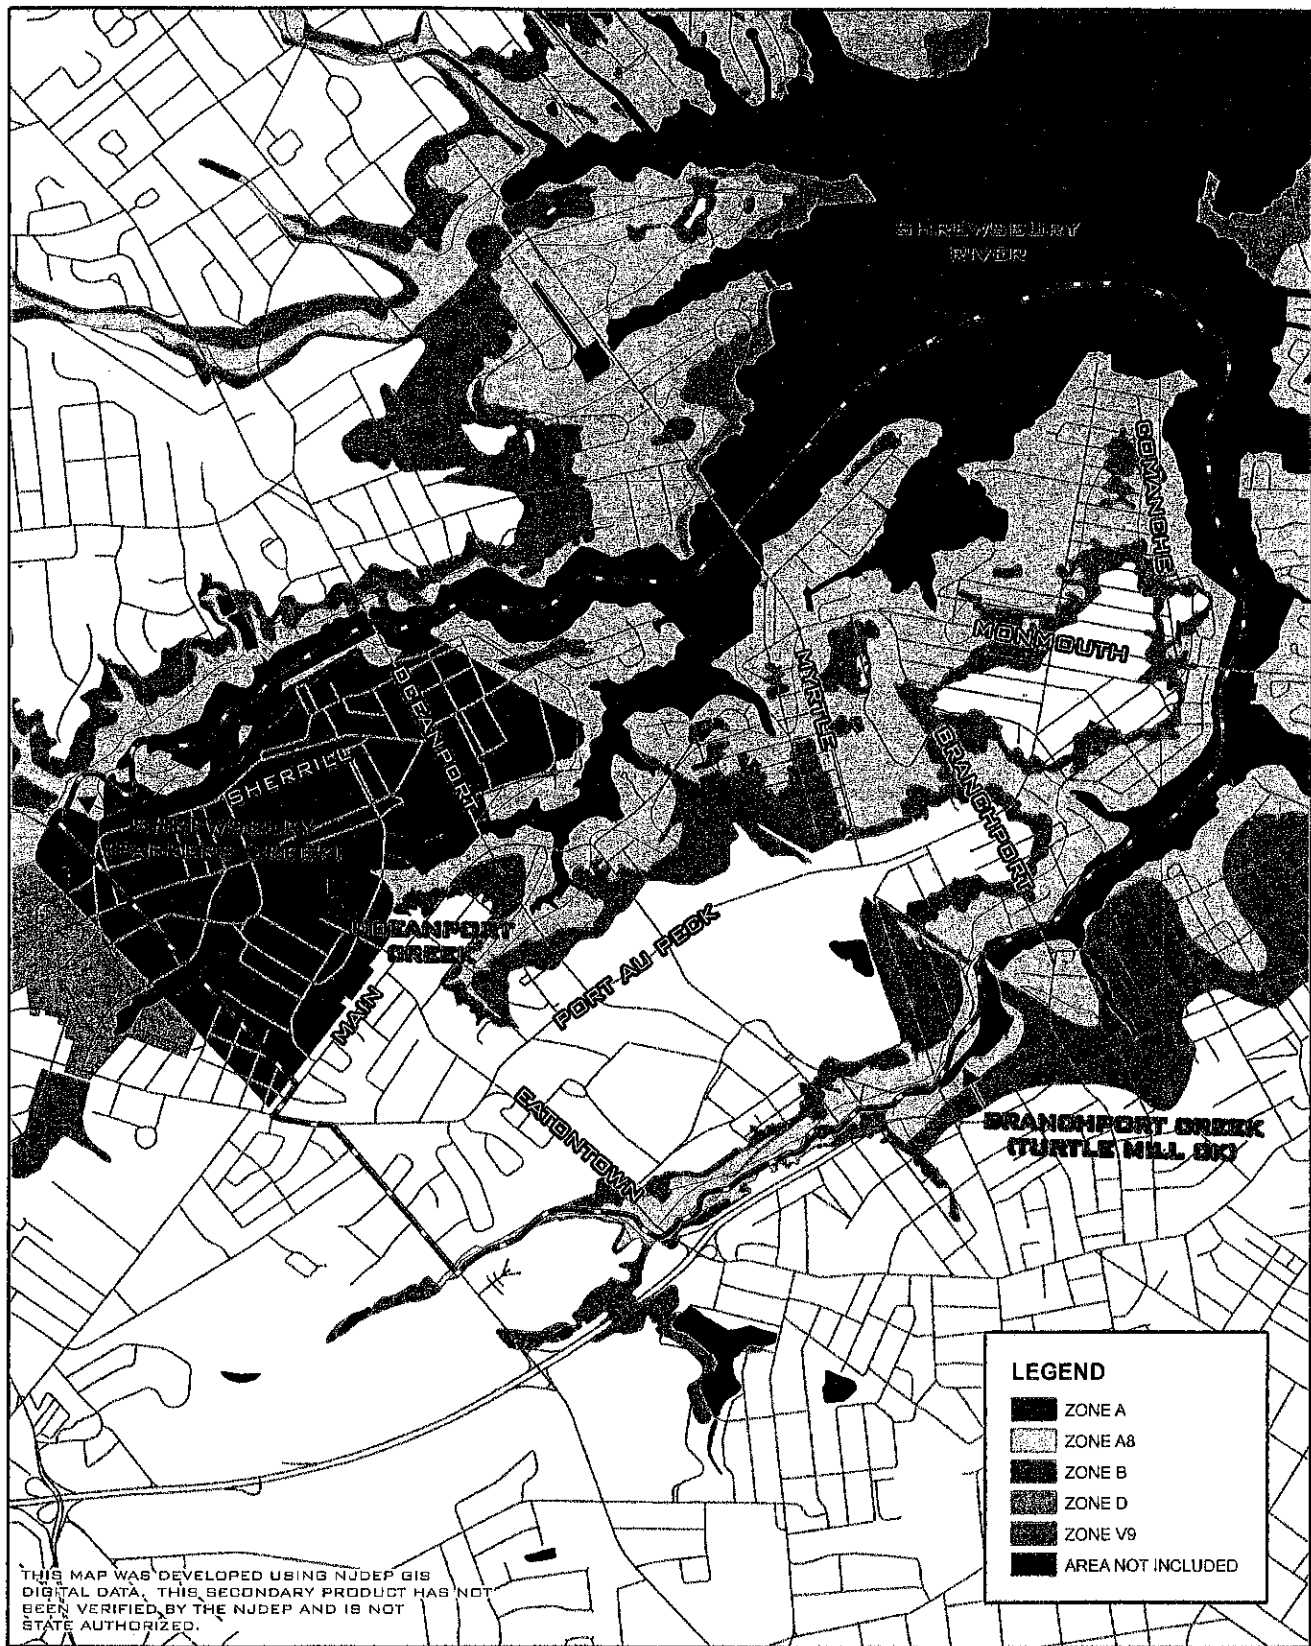 SHREWSBURY
RIVER
COMANCHE
MONMOUTH
MYRTLE
OCEANPORT
BRANCHPORT
SHERRILL
OCEANPORT
CREEK
MAIN
PORT AU PECK
EATONTOWN
BRANCHPORT CREEK
(TURTLE MILL BK)
LEGEND
ZONE A
ZONE A8
ZONE B
ZONE D
ZONE V9
AREA NOT INCLUDED
THIS MAP WAS DEVELOPED USING NJDEP GIS
DIGITAL DATA. THIS SECONDARY PRODUCT HAS NOT
BEEN VERIFIED BY THE NJDEP AND IS NOT
STATE AUTHORIZED.